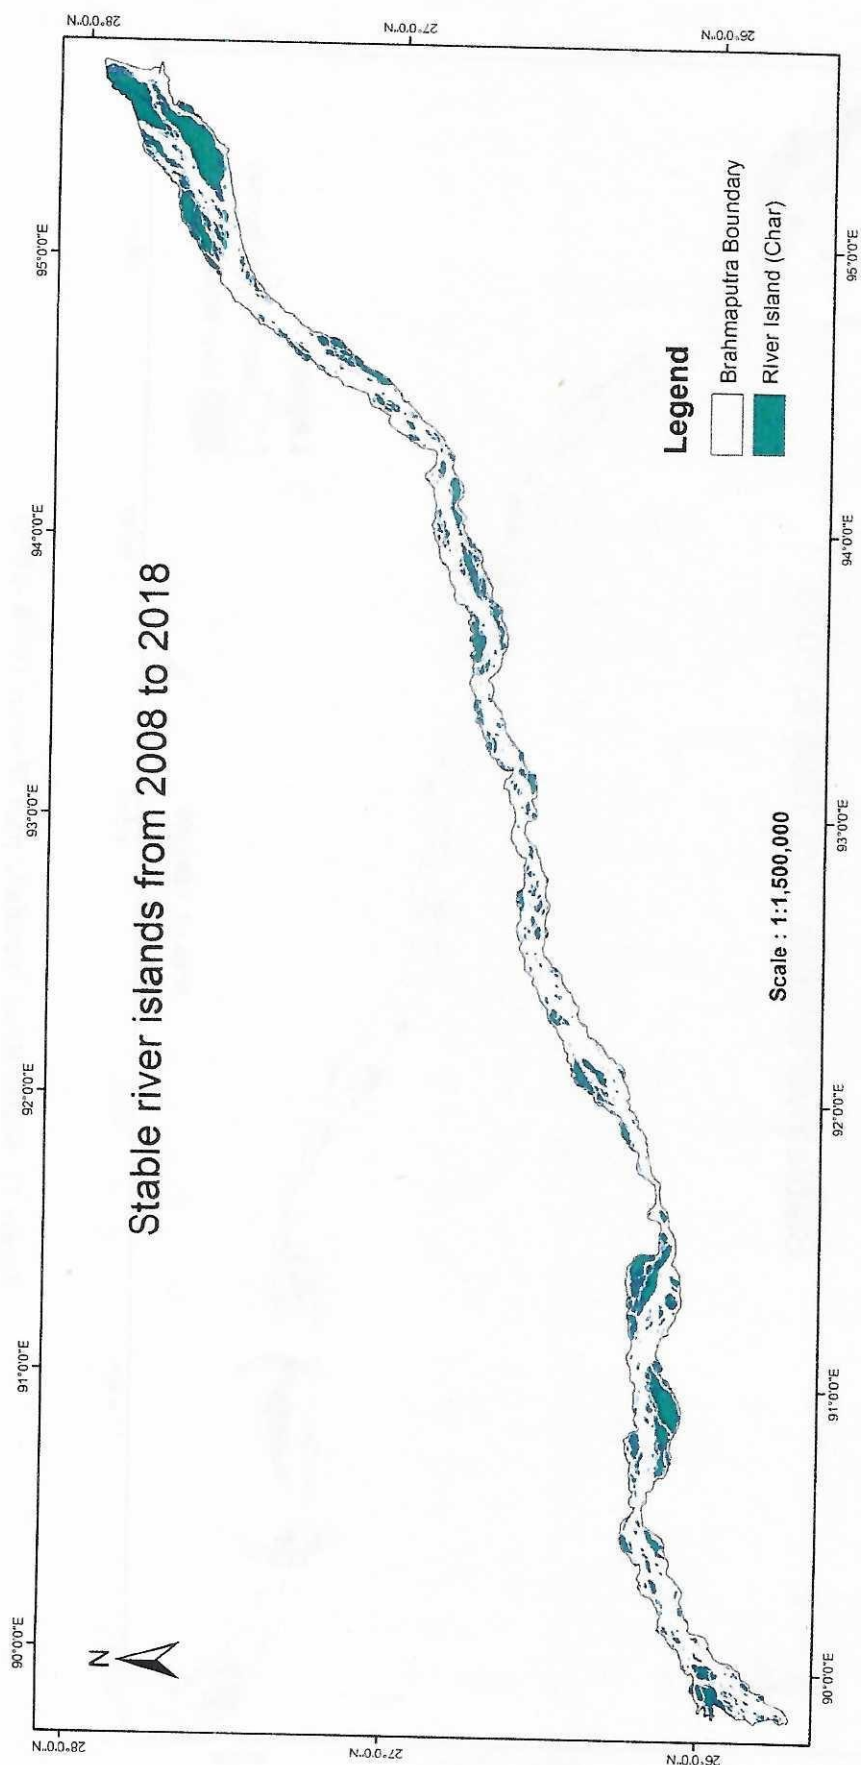 Stable river islands from 2008 to 2018
N
90°0'0"E
91°0'0"E
92°0'0"E
93°0'0"E
94°0'0"E
95°0'0"E
28°0'0"N
27°0'0"N
26°0'0"N
28°0'0"N
27°0'0"N
26°0'0"N
Legend
Brahmaputra Boundary
River Island (Char)
Scale : 1:1,500,000
90°0'0"E
91°0'0"E
92°0'0"E
93°0'0"E
94°0'0"E
95°0'0"E